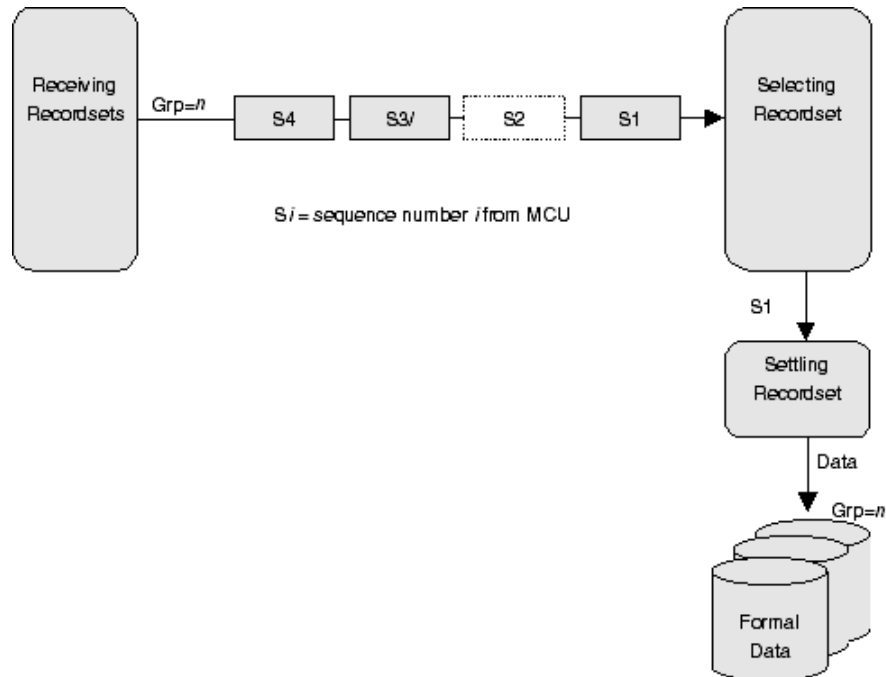 Receiving
Recordsets
Grp=n
S4
S3/
S2
S1
Selecting
Recordset
Si = sequence number i from MCU
S1
Settling
Recordset
Data
Grp=n
Formal
Data